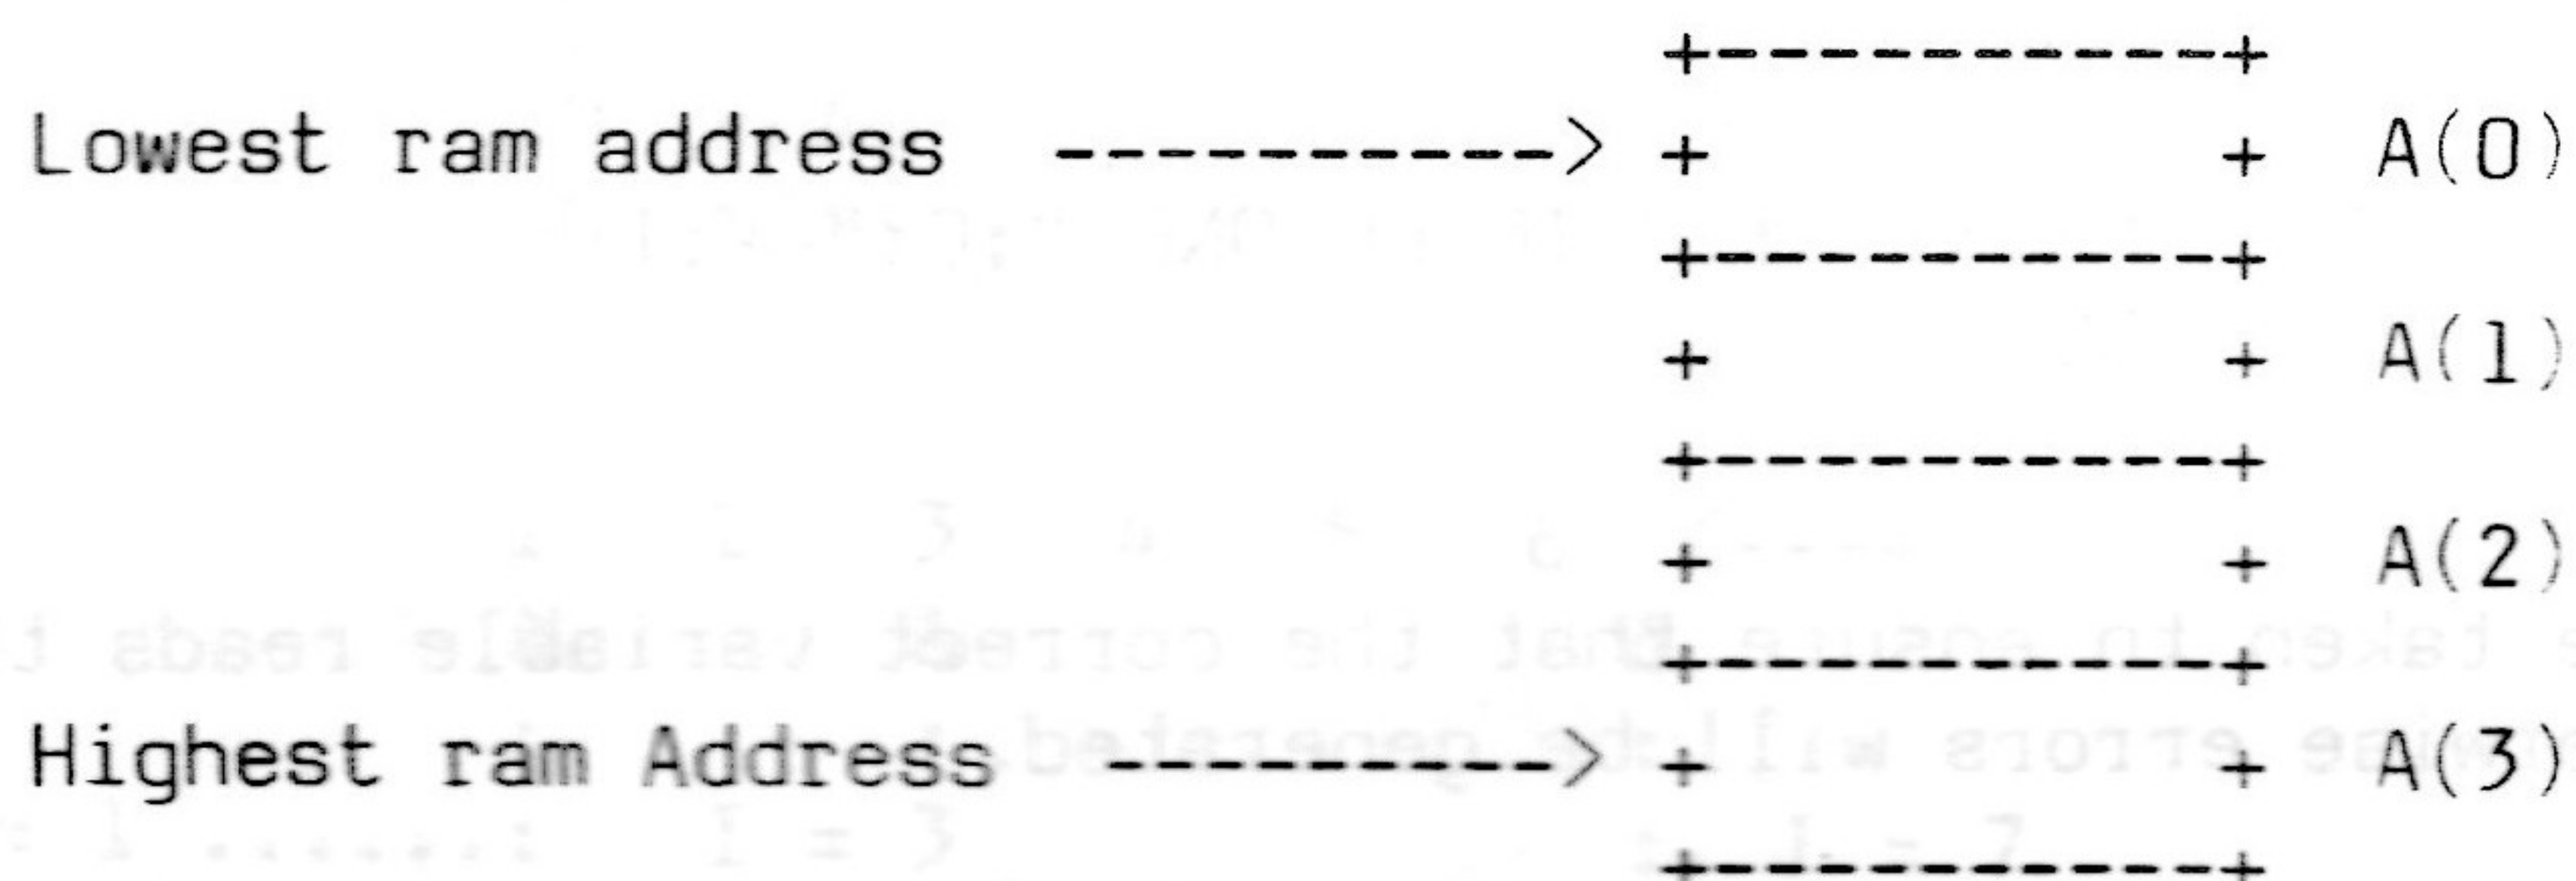 +-----------+
Lowest ram address ----------> + + A(0)
+-----------+
+ + A(1)
+-----------+
+ + A(2)
+-----------+
Highest ram Address ---------> + + A(3)
+-----------+